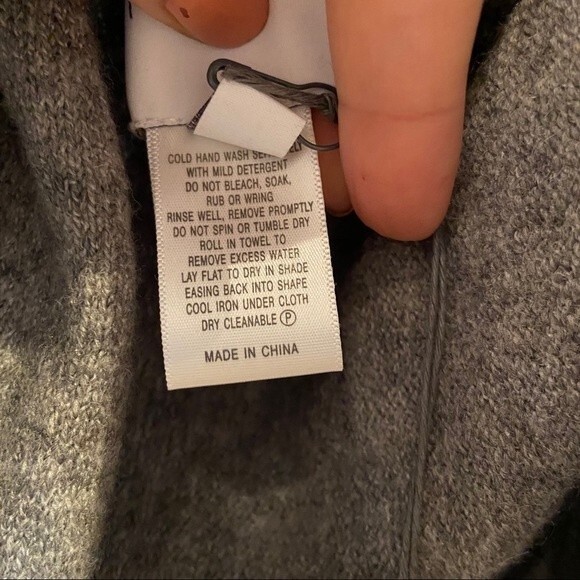 COLD HAND WASH
WITH MILD DETERGENT
DO NOT BLEACH, SOAK,
RUB OR WRING
RINSE WELL, REMOVE PROMPTLY
DO NOT SPIN OR TUMBLE DRY
ROLL IN TOWEL TO
REMOVE EXCESS WATER
LAY FLAT TO DRY IN SHADE
EASING BACK INTO SHAPE
COOL IRON UNDER CLOTH
DRY CLEANABLE Ⓟ
MADE IN CHINA